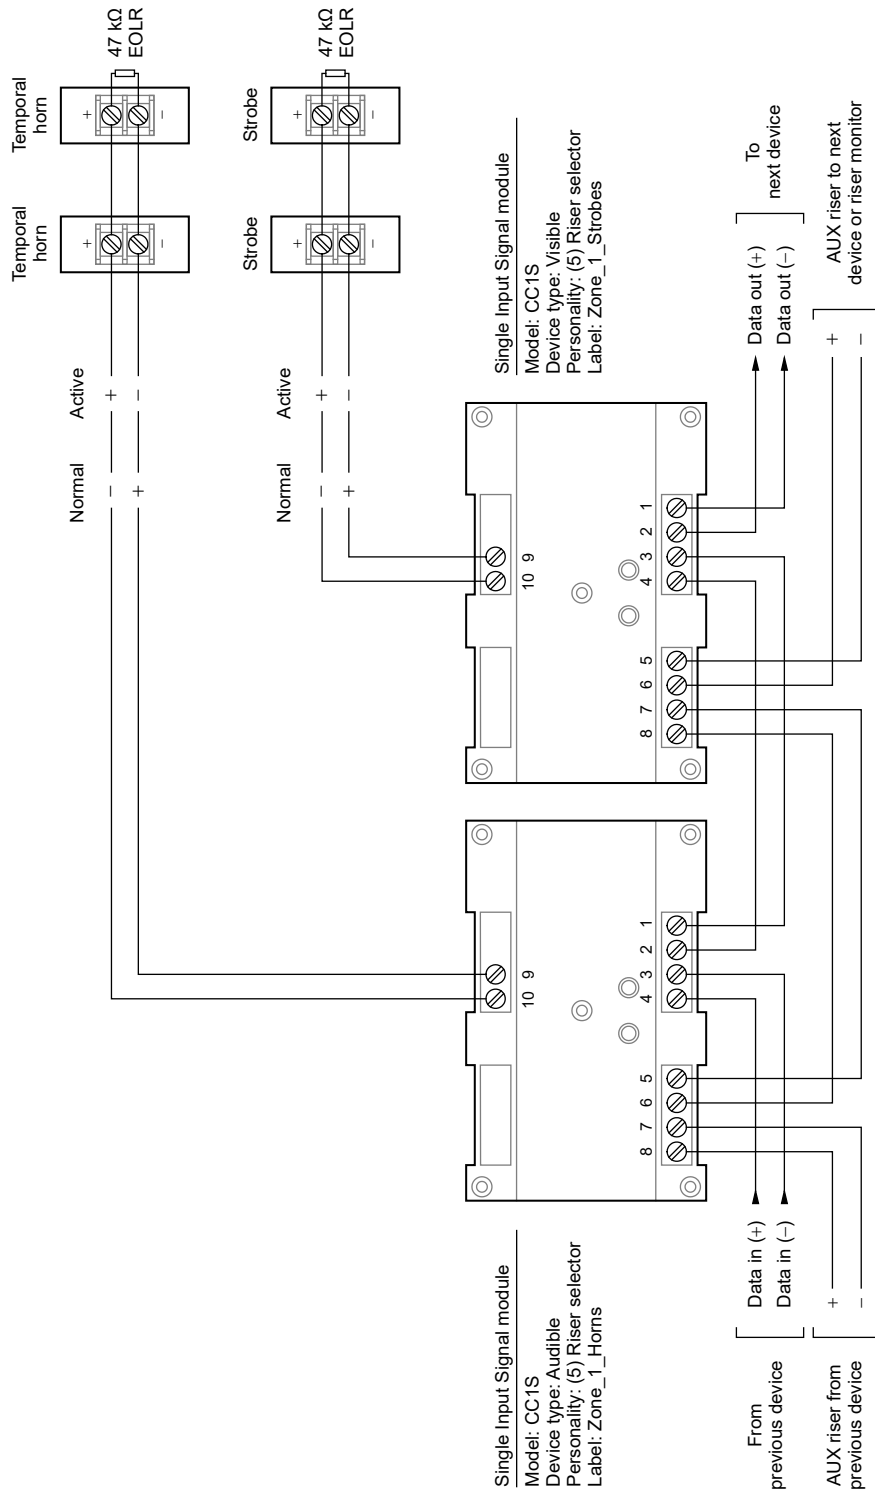 Temporal
horn
Temporal
horn
47 kΩ
EOLR
+
−
+
−
Normal
Active
−
+
+
−
Strobe
Strobe
47 kΩ
EOLR
+
−
+
−
Normal
Active
−
+
+
−
Single Input Signal module
Model: CC1S
Device type: Audible
Personality: (5) Riser selector
Label: Zone_1_Horns
10 9
8 7 6 5 4 3 2 1
Single Input Signal module
Model: CC1S
Device type: Visible
Personality: (5) Riser selector
Label: Zone_1_Strobes
10 9
8 7 6 5 4 3 2 1
From
previous device
Data in (+)
Data in (−)
Data out (+)
Data out (−)
To
next device
AUX riser from
previous device
+
−
+
−
AUX riser to next
device or riser monitor